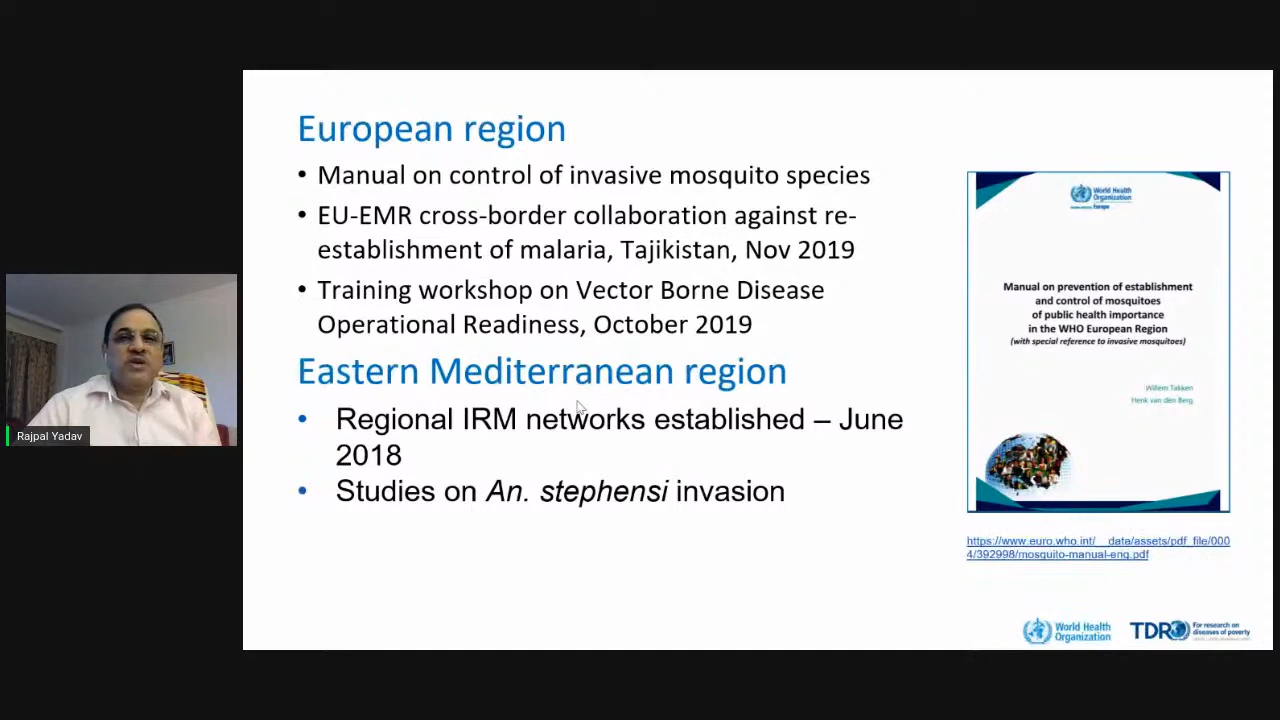 European region
• Manual on control of invasive mosquito species
• EU-EMR cross-border collaboration against re-
establishment of malaria, Tajikistan, Nov 2019
• Training workshop on Vector Borne Disease
Operational Readiness, October 2019
Eastern Mediterranean region
• Regional IRM networks established – June
2018
• Studies on An. stephensi invasion
Rajpal Yadav
World Health
Organization
Europe
Manual on prevention of establishment
and control of mosquitoes
of public health importance
in the WHO European Region
(with special reference to invasive mosquitoes)
Willem Takken
Henk van den Berg
https://www.euro.who.int/__data/assets/pdf_file/000
4/392998/mosquito-manual-eng.pdf
World Health
Organization
TDR
For research on
diseases of poverty